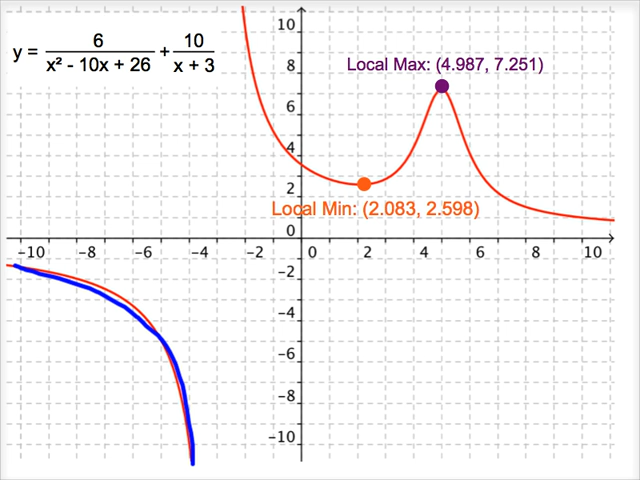 y = 6 / (x² - 10x + 26) + 10 / (x + 3)
Local Max: (4.987, 7.251)
Local Min: (2.083, 2.598)
10
8
6
4
2
0
-10 -8 -6 -4 -2 0 2 4 6 8 10
-2
-4
-6
-8
-10